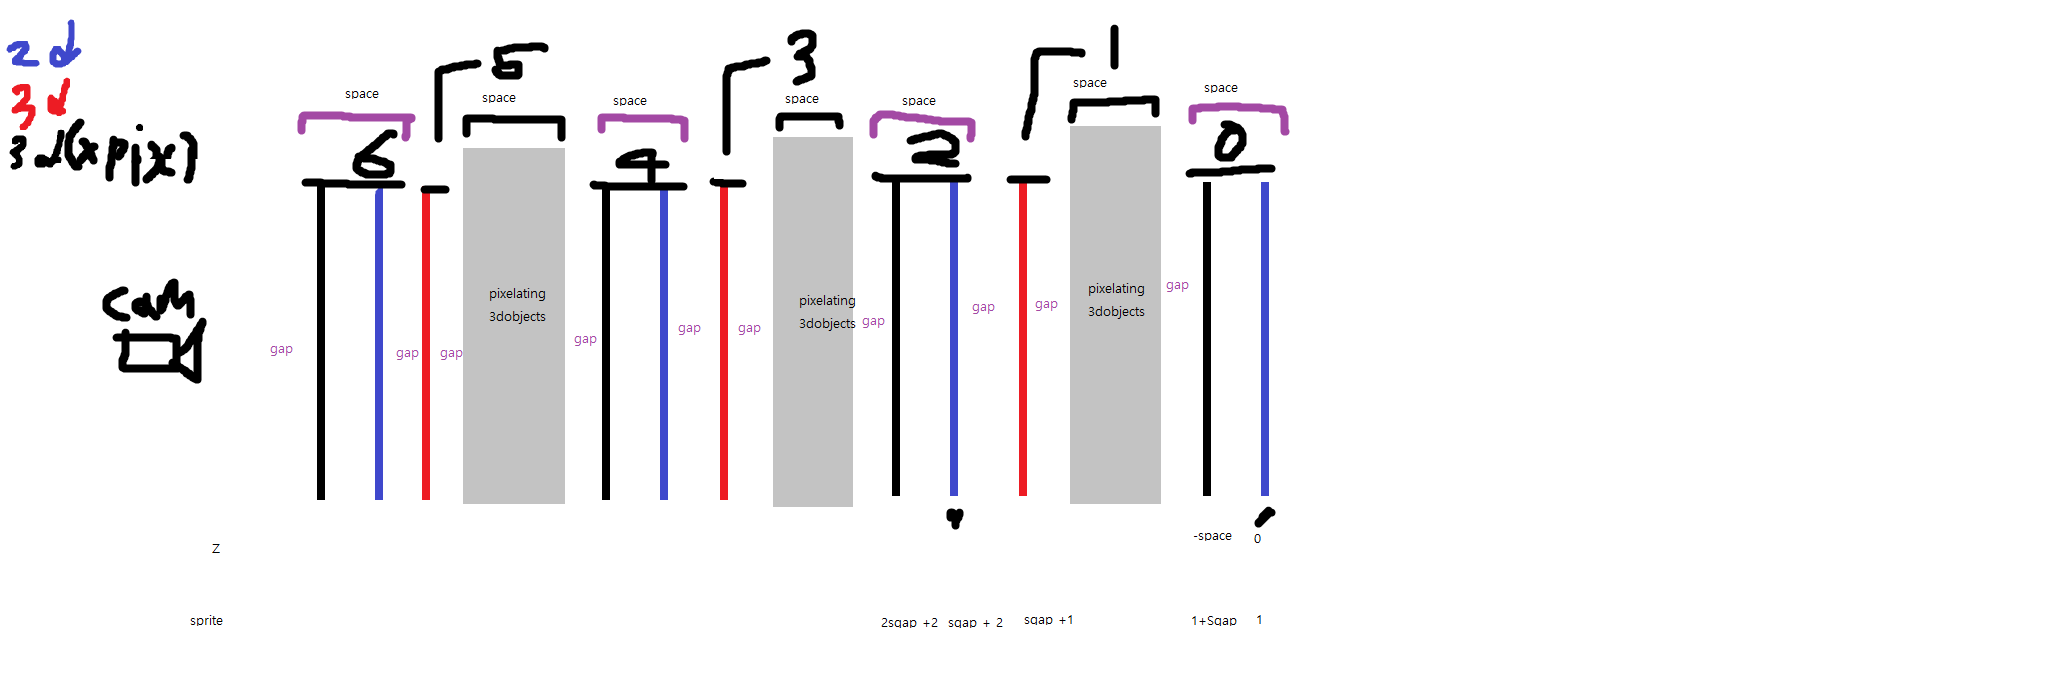 2d
3d
3d(xpix)
5
3
1
space
space
space
space
space
space
space
6
4
2
0
cam
gap
gap
gap
pixelating
3dobjects
gap
gap
gap
pixelating
3dobjects
gap
gap
gap
pixelating
3dobjects
gap
Z
-space
0
sprite
2sgap +2
sgap + 2
sgap +1
1+Sgap
1